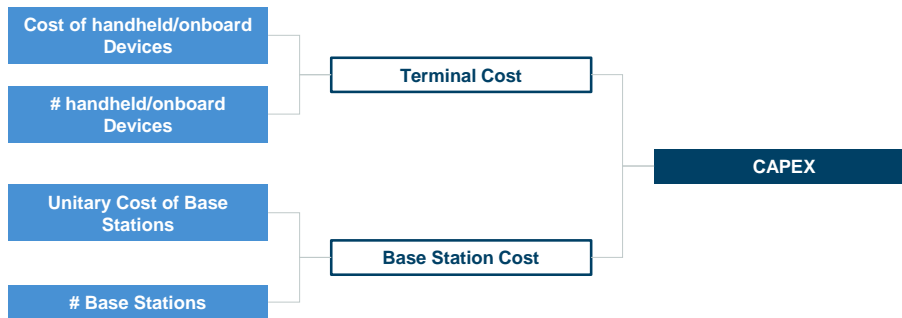 Cost of handheld/onboard
Devices
Terminal Cost
# handheld/onboard
Devices
CAPEX
Unitary Cost of Base
Stations
Base Station Cost
# Base Stations